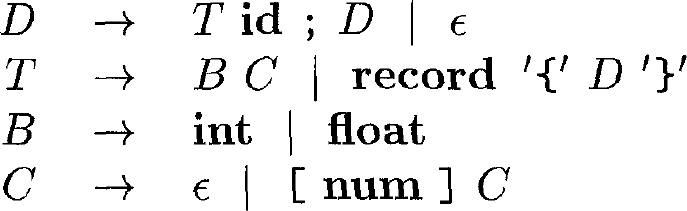 D → T id ; D | ϵ
T → B C | record '{' D '}'
B → int | float
C → ϵ | [ num ] C